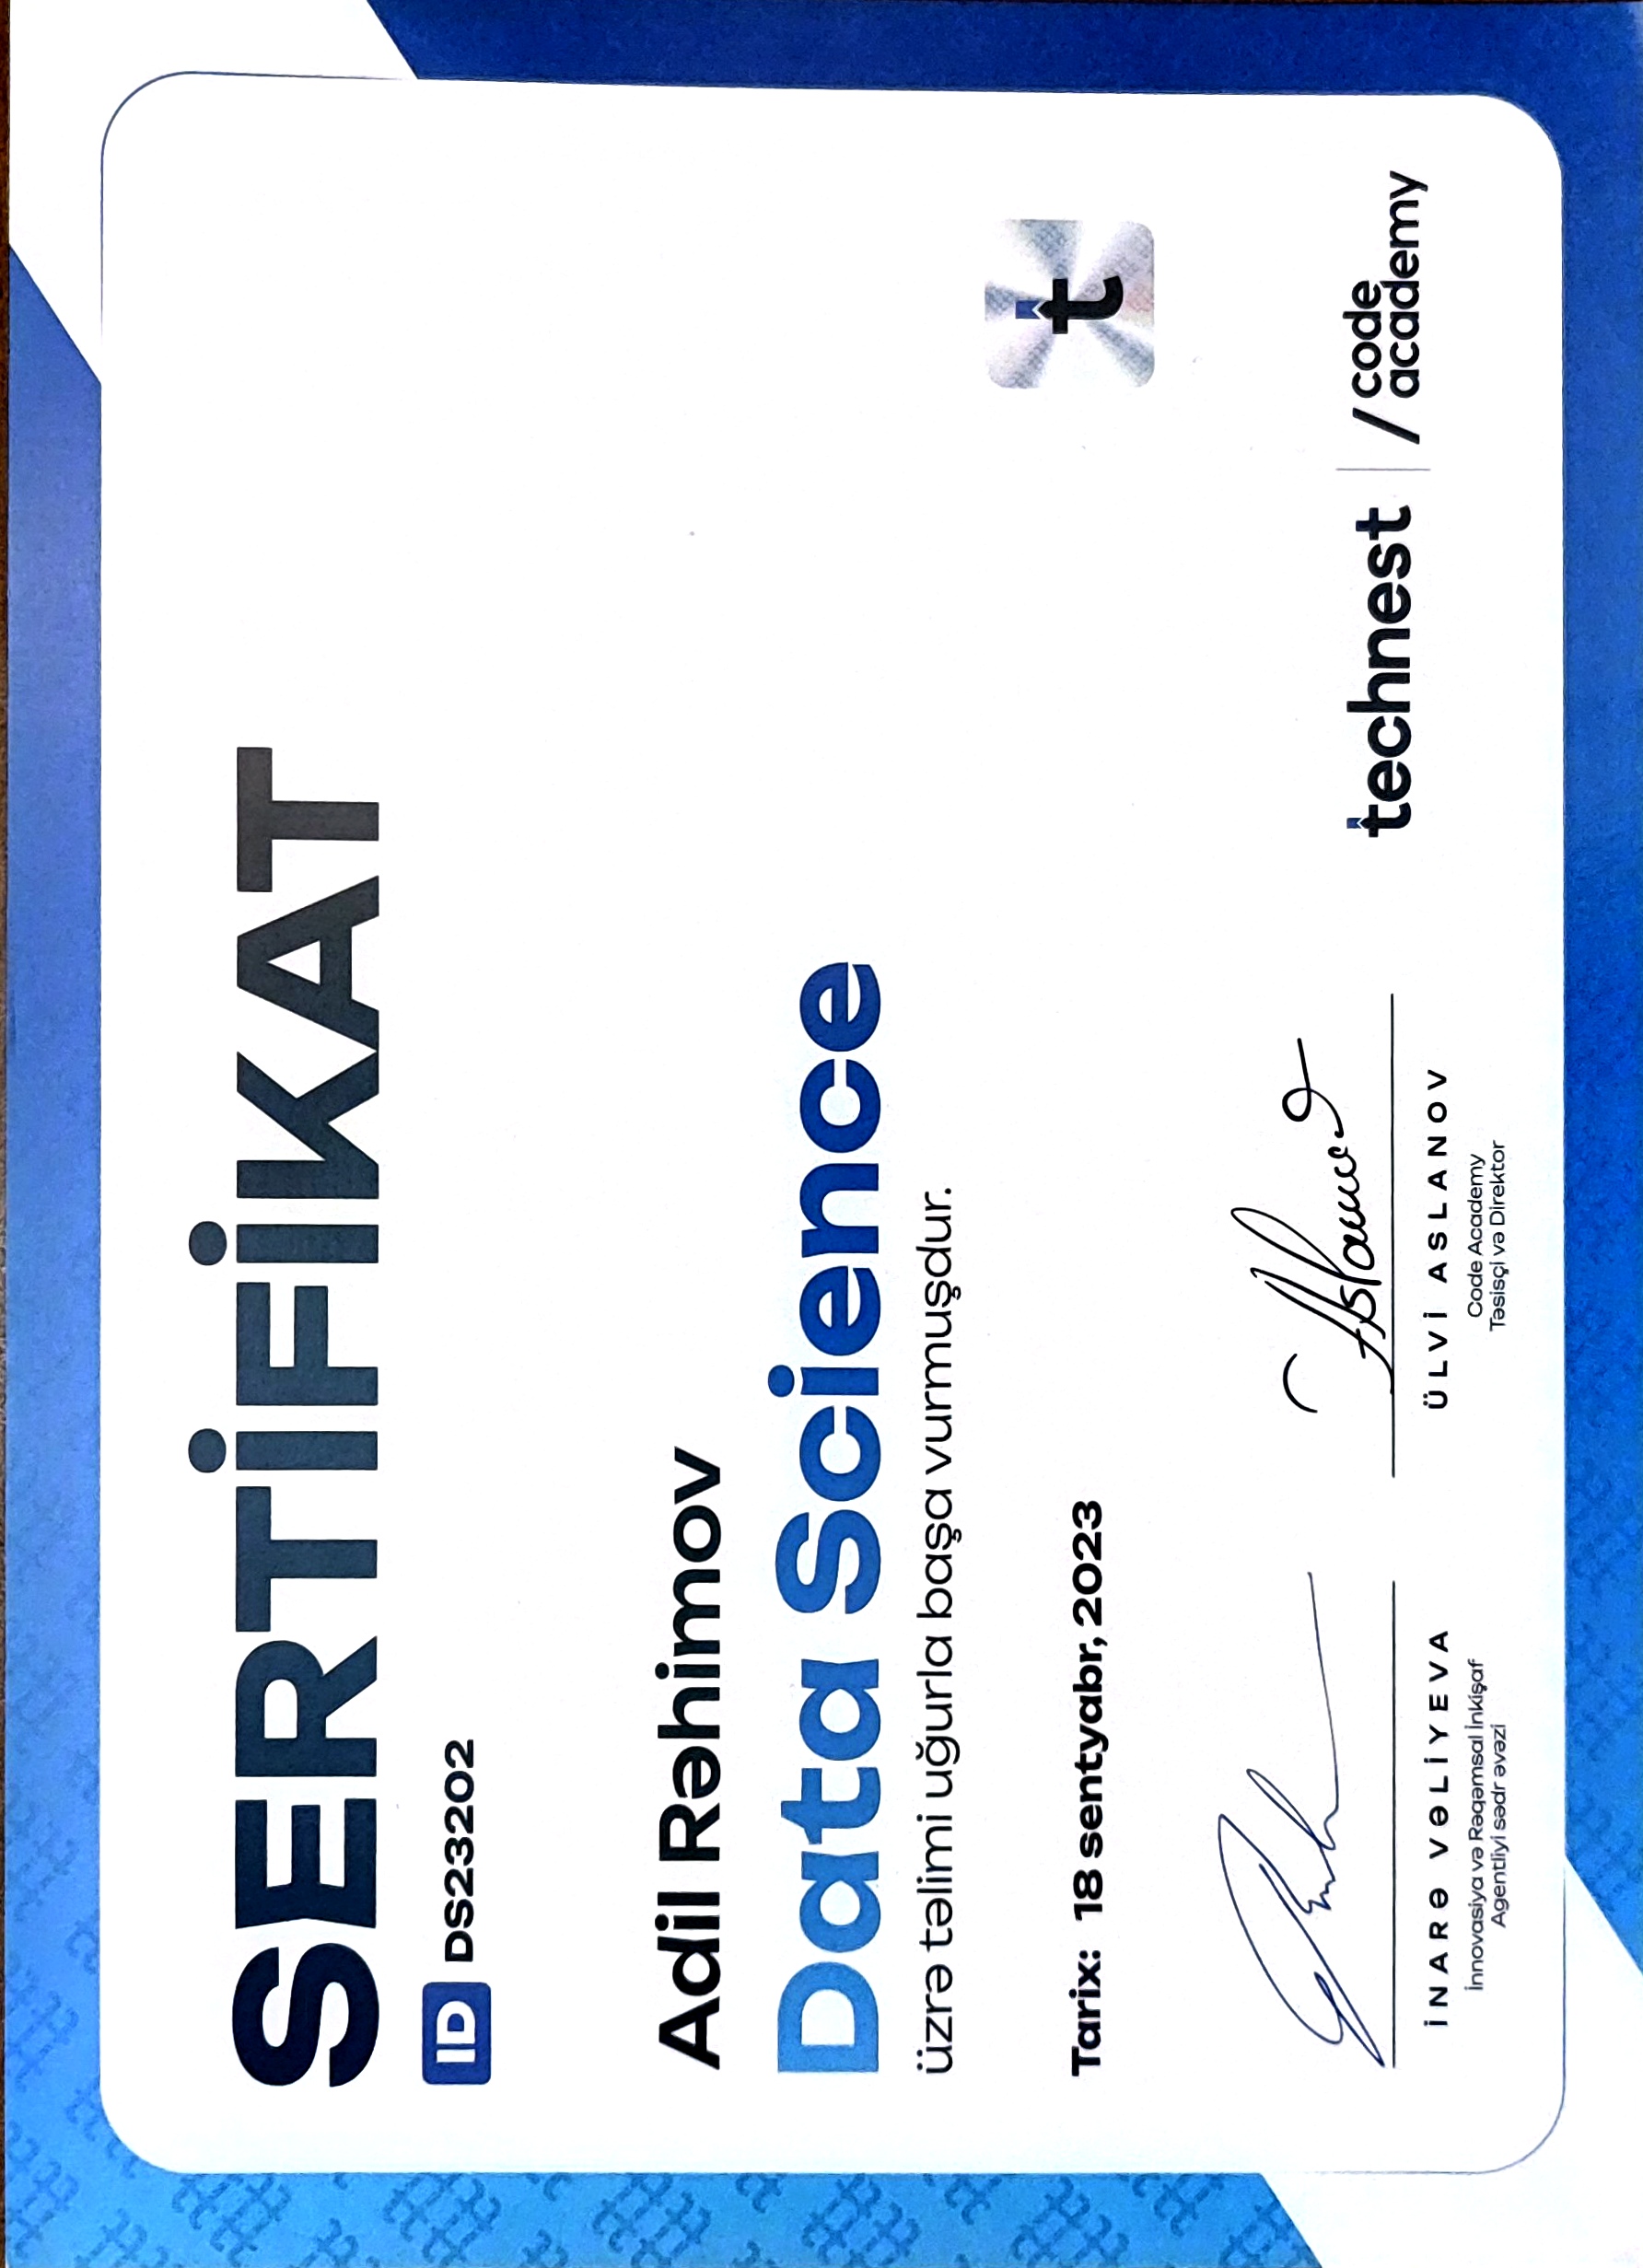 SERTİFİKAT
ID DS23202
Adil Rəhimov
Data Science
üzrə təlimi uğurla başa vurmuşdur.
Tarix: 18 sentyabr, 2023
t
Aslanov
İNARƏ VƏLİYEVA
İnnovasiya və Rəqəmsal İnkişaf
Agentliyi sədr əvəzi
ÜLVİ ASLANOV
Code Academy
Təsisçi və Direktor
technest
/ code
academy